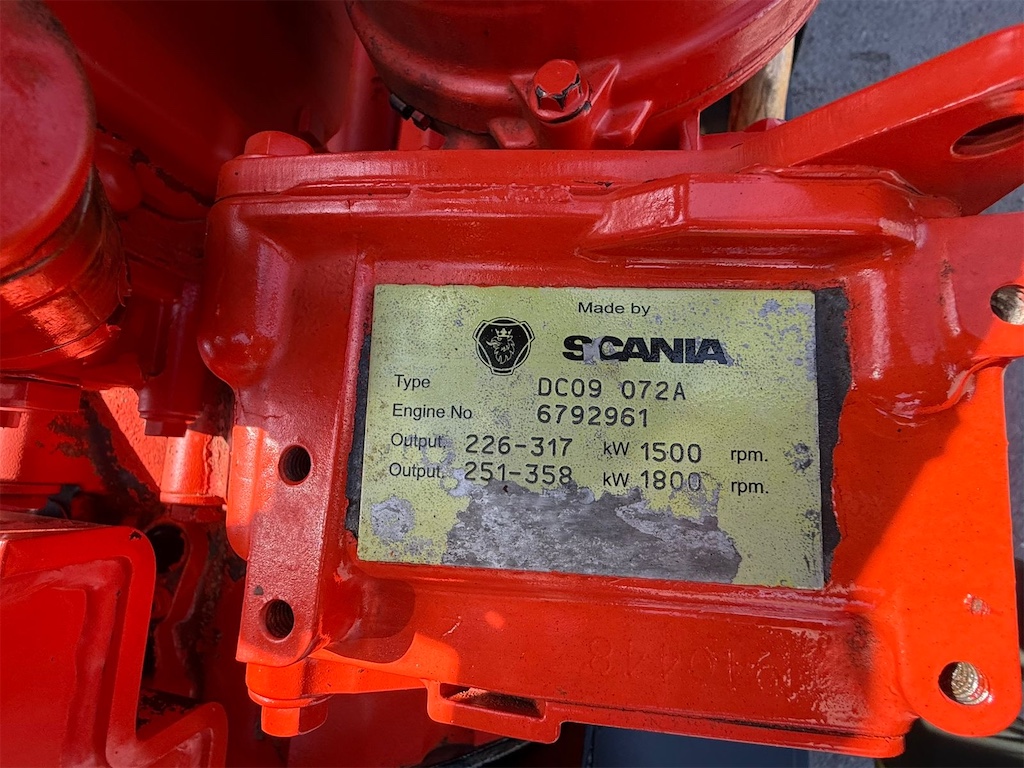 Made by
SCANIA
Type DC09 072A
Engine No 6792961
Output. 226-317 kW 1500 rpm.
Output. 251-358 kW 1800 rpm.